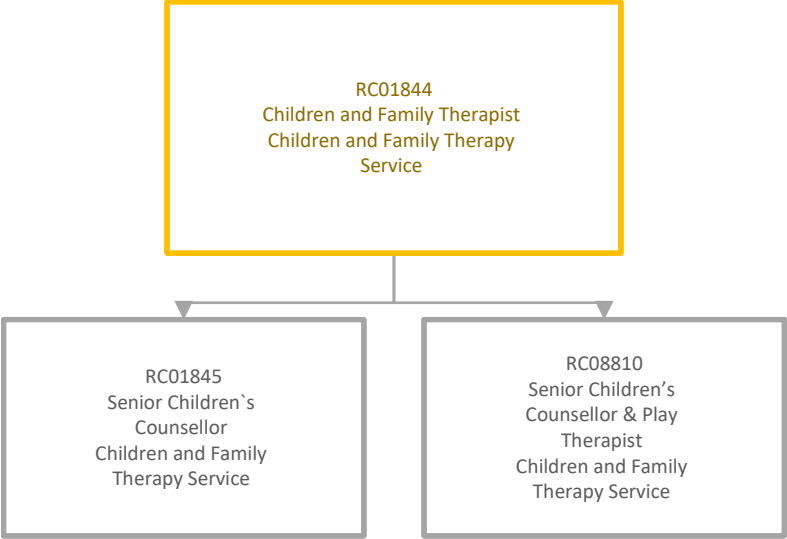 RC01844
Children and Family Therapist
Children and Family Therapy
Service
RC01845
Senior Children`s
Counsellor
Children and Family
Therapy Service
RC08810
Senior Children’s
Counsellor & Play
Therapist
Children and Family
Therapy Service